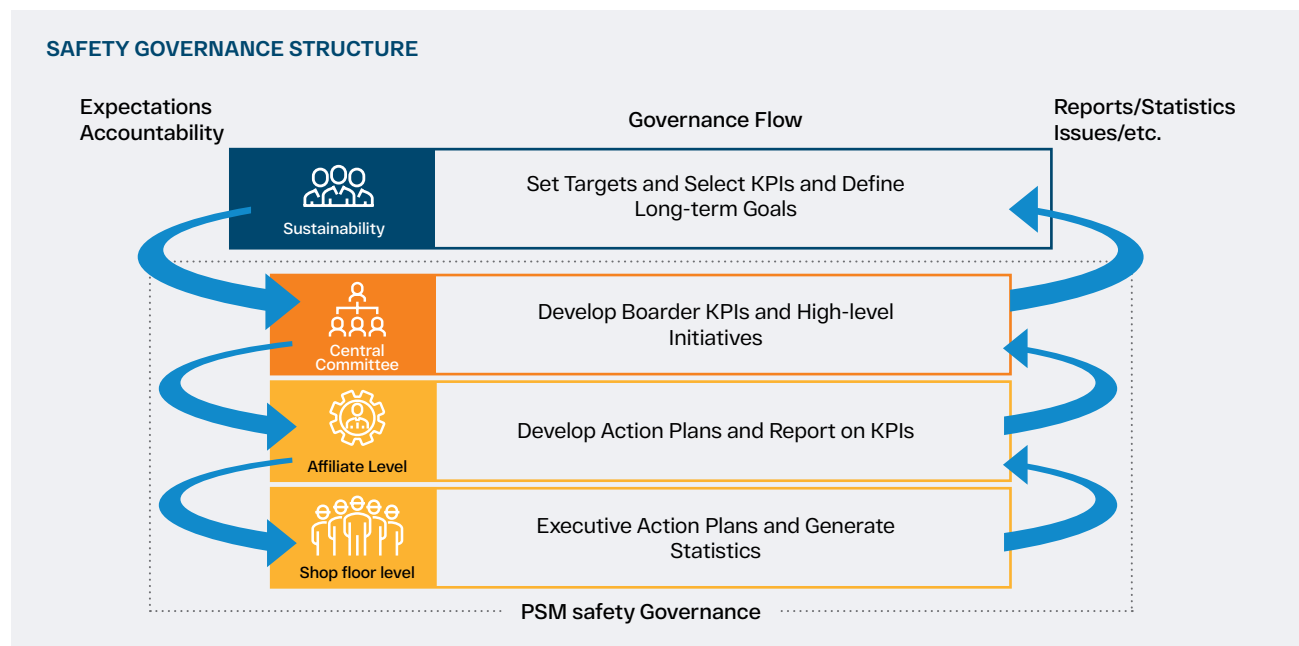 SAFETY GOVERNANCE STRUCTURE
Expectations
Accountability
Governance Flow
Reports/Statistics
Issues/etc.
Sustainability
Set Targets and Select KPIs and Define
Long-term Goals
Central
Committee
Develop Boarder KPIs and High-level
Initiatives
Affiliate Level
Develop Action Plans and Report on KPIs
Shop floor level
Executive Action Plans and Generate
Statistics
PSM safety Governance